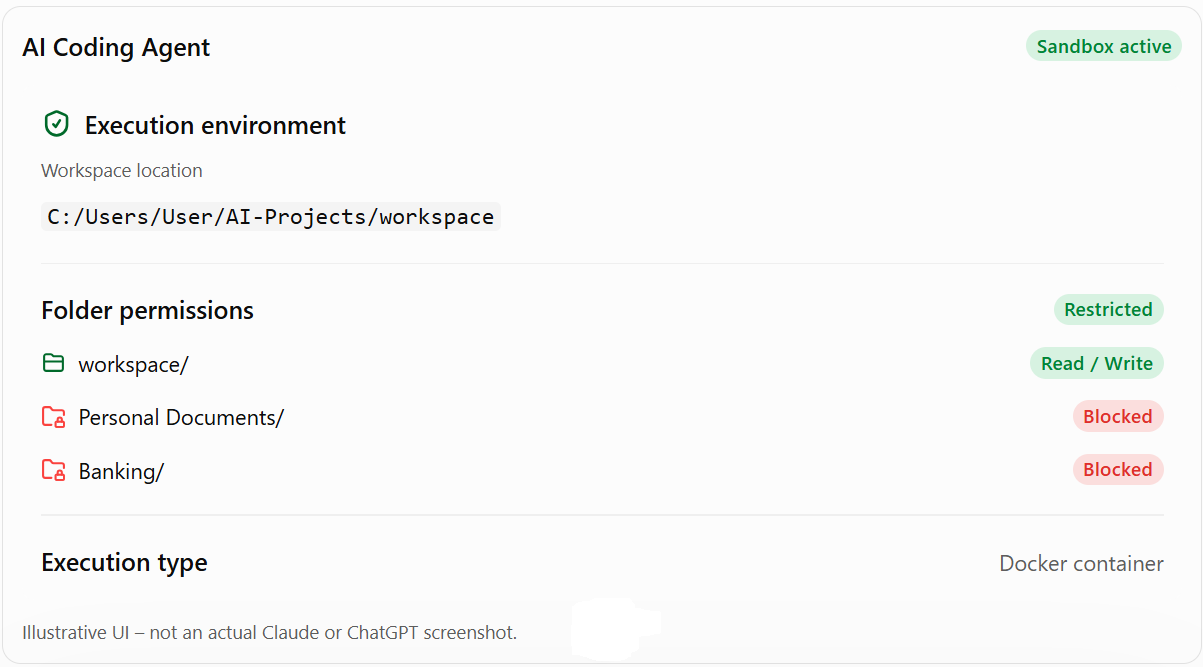 AI Coding Agent
Sandbox active
Execution environment
Workspace location
C:/Users/User/AI-Projects/workspace
Folder permissions
Restricted
workspace/
Read / Write
Personal Documents/
Blocked
Banking/
Blocked
Execution type
Docker container
Illustrative UI – not an actual Claude or ChatGPT screenshot.